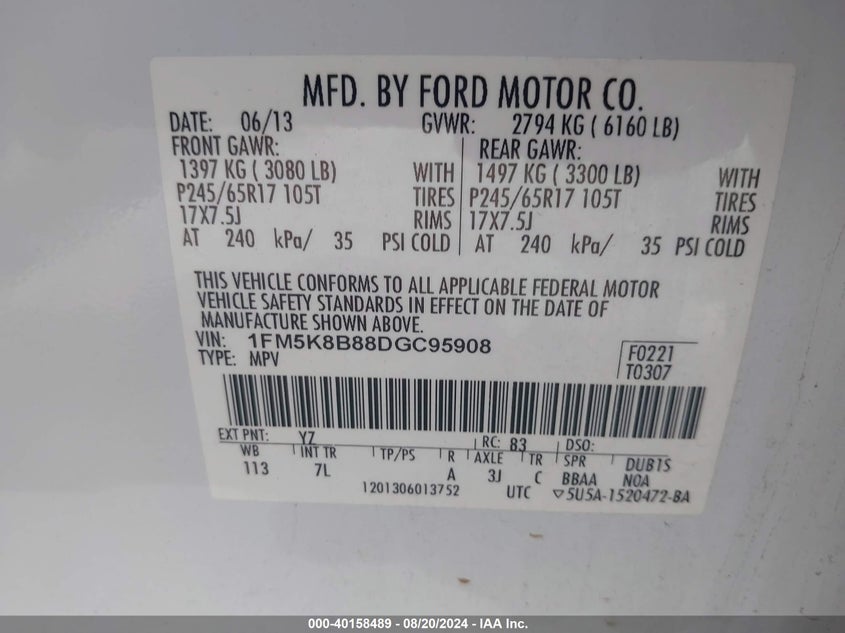 MFD. BY FORD MOTOR CO.
DATE: 06/13 GVWR: 2794 KG ( 6160 LB)
FRONT GAWR: REAR GAWR:
1397 KG ( 3080 LB) WITH 1497 KG ( 3300 LB) WITH
P245/65R17 105T TIRES P245/65R17 105T TIRES
17X7.5J RIMS 17X7.5J RIMS
AT 240 kPa/ 35 PSI COLD AT 240 kPa/ 35 PSI COLD
THIS VEHICLE CONFORMS TO ALL APPLICABLE FEDERAL MOTOR
VEHICLE SAFETY STANDARDS IN EFFECT ON THE DATE OF
MANUFACTURE SHOWN ABOVE.
VIN: 1FM5K8B88DGC95908
TYPE: MPV
F0221
T0307
EXT PNT: YZ RC: 83 DSO:
WB INT TR TP/PS R AXLE TR SPR DUB1S
113 7L A 3J C BBAA NOA
1201306013752 UTC ▽5U5A-1520472-BA
000-40158489 - 08/20/2024 - IAA Inc.